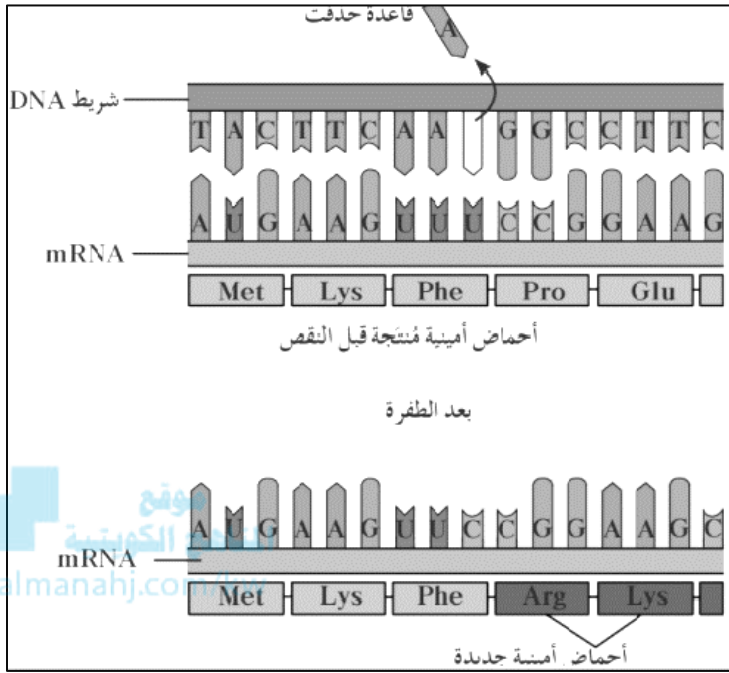 قاعدة حذفت
A
شريط DNA
T A C T T C A A G G C C T T C
A U G A A G U U U C C G G A A G
mRNA
Met Lys Phe Pro Glu
أحماض أمينية مُنتَجة قبل النقص
بعد الطفرة
موقع
المناهج الكويتية
almanahj.com/kw
A U G A A G U U C C G G A A G C
mRNA
Met Lys Phe Arg Lys
أحماض أمينية جديدة